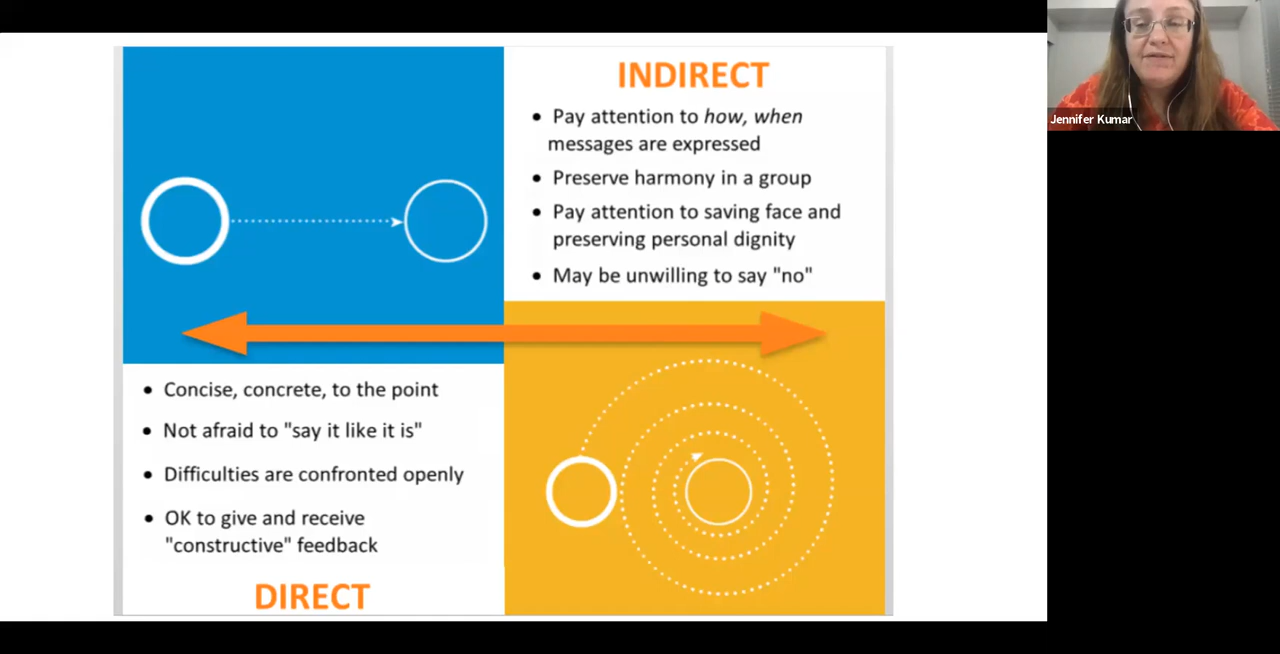 INDIRECT
• Pay attention to how, when
messages are expressed
• Preserve harmony in a group
• Pay attention to saving face and
preserving personal dignity
• May be unwilling to say "no"
• Concise, concrete, to the point
• Not afraid to "say it like it is"
• Difficulties are confronted openly
• OK to give and receive
"constructive" feedback
DIRECT
Jennifer Kumar